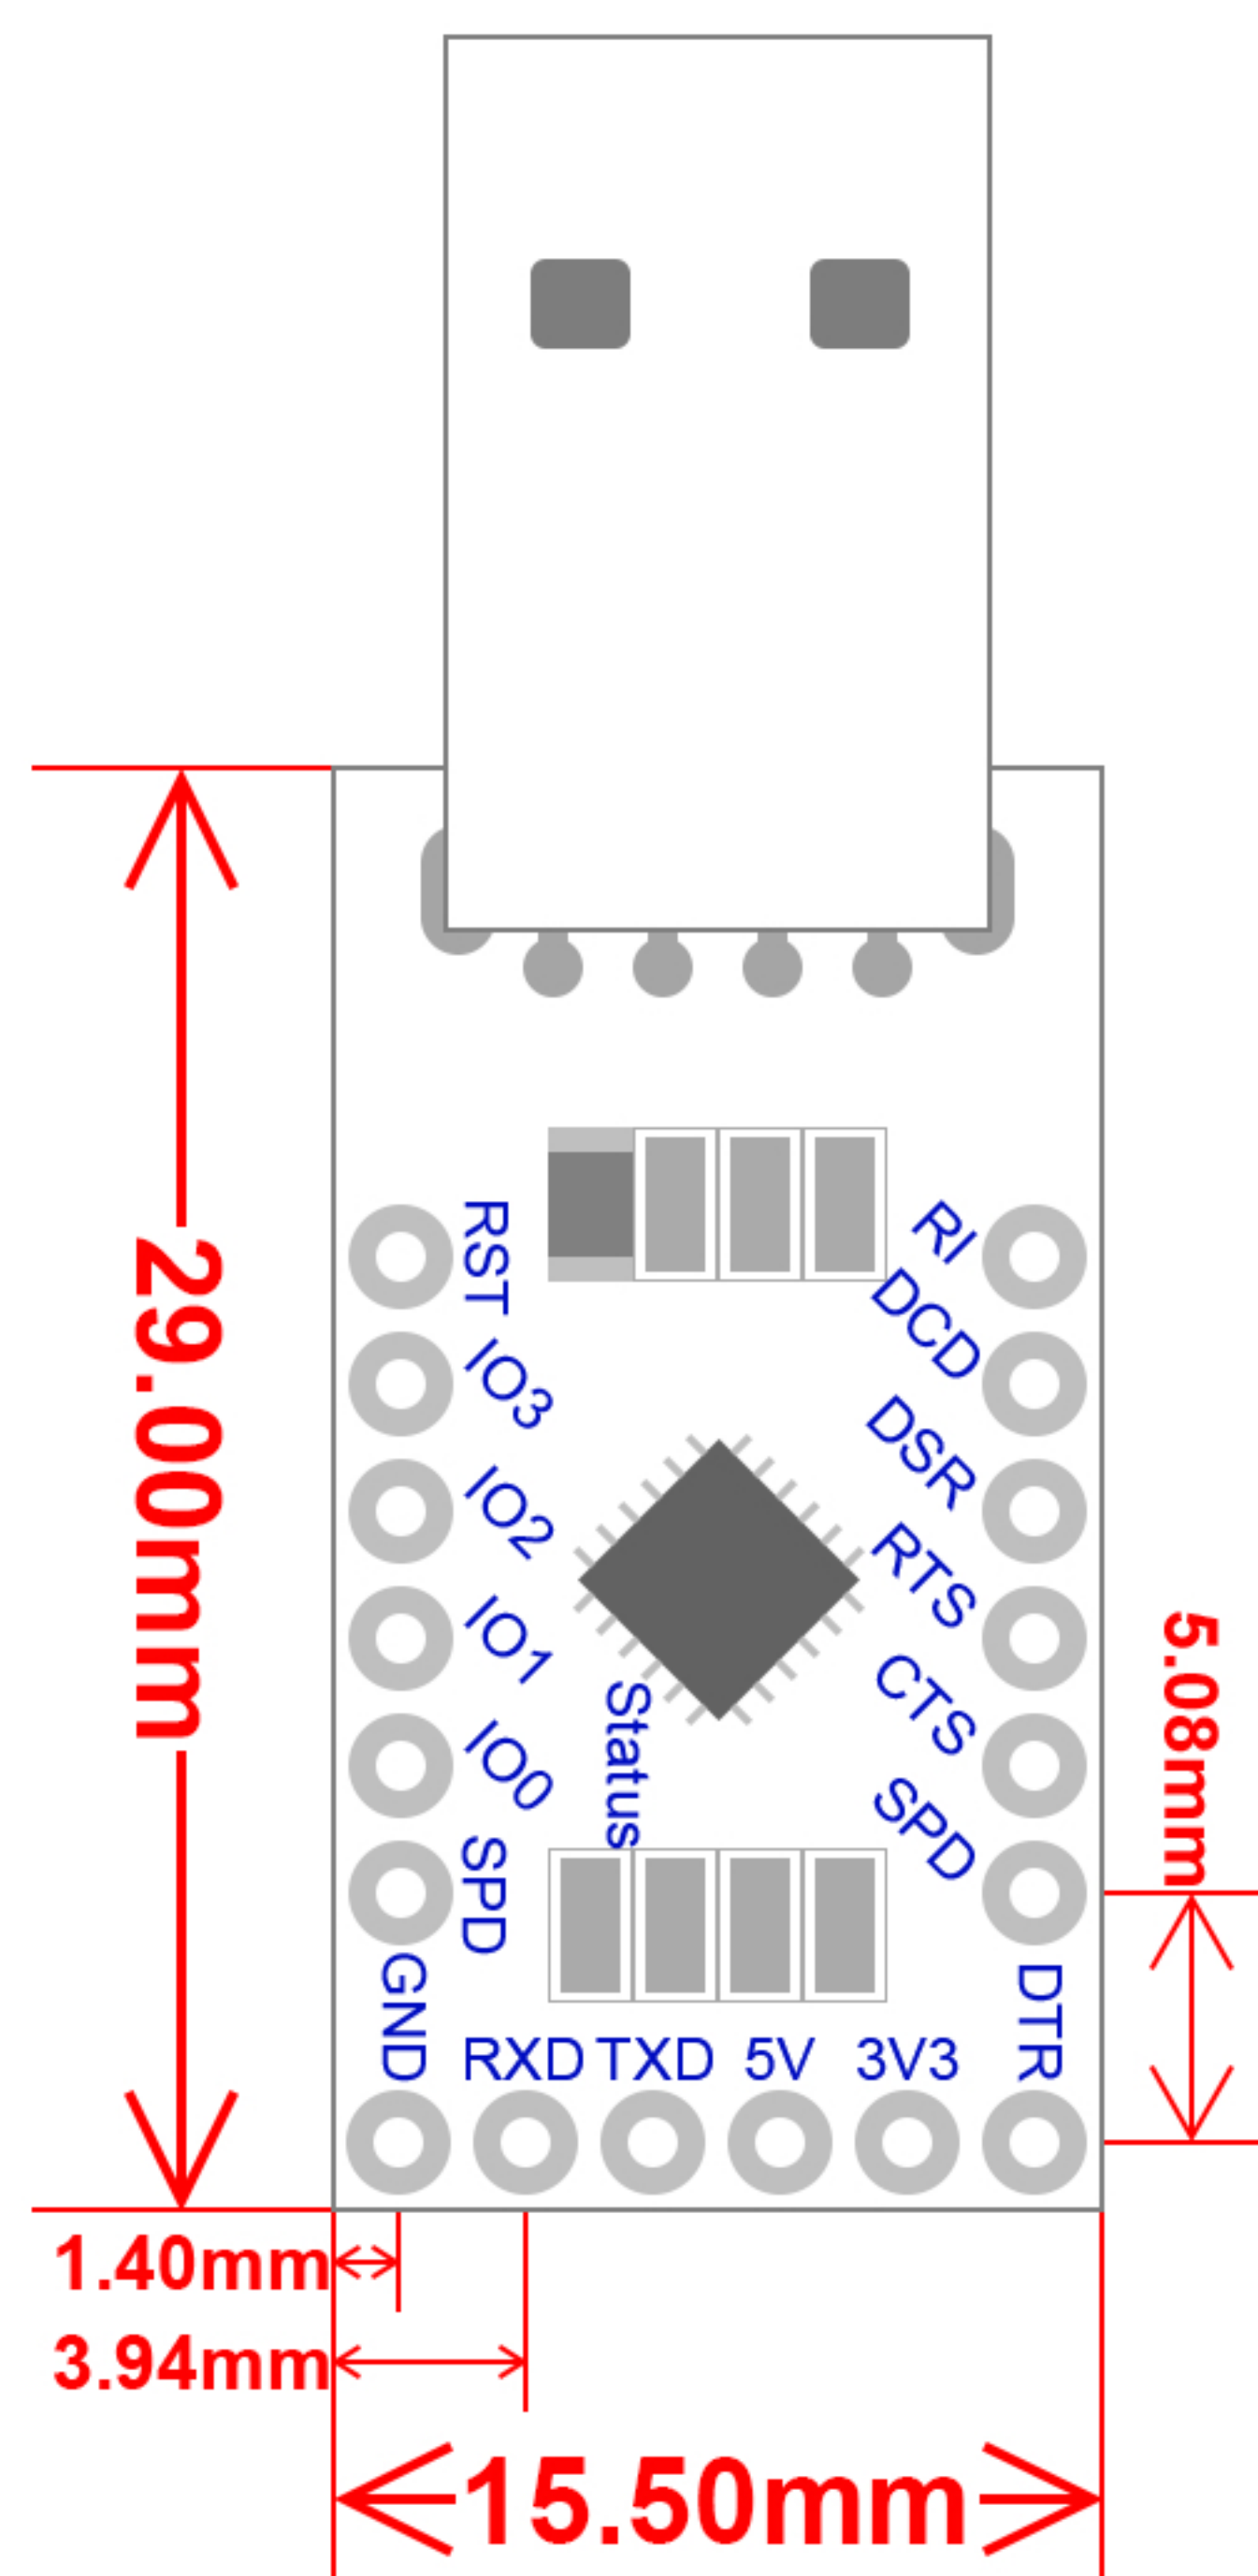 29.00mm
RST
IO3
IO2
IO1
IO0
SPD
GND
Status
RI
DCD
DSR
RTS
CTS
SPD
DTR
RXD TXD 5V 3V3
5.08mm
1.40mm
3.94mm
15.50mm